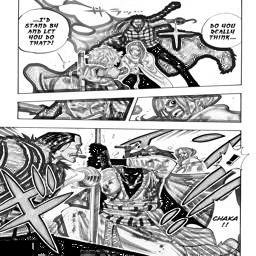 DO YOU
REALLY
THINK...
...I'D
STAND BY
AND LET
YOU DO
THAT?!
CHAKA
!!